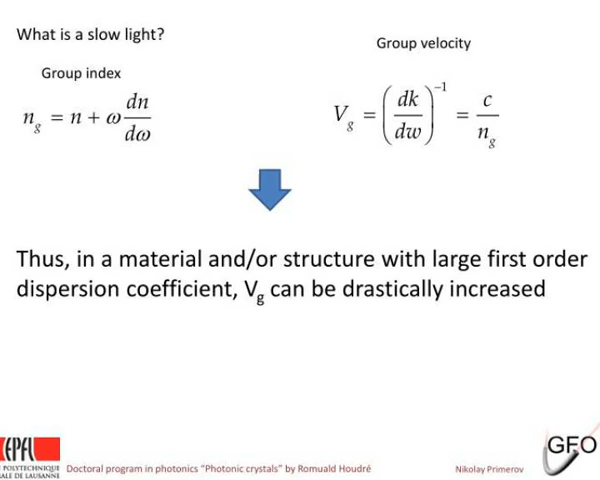 What is a slow light?
Group velocity
Group index
n_g = n + ω dn/dω
V_g = (dk/dw)^{-1} = c/n_g
Thus, in a material and/or structure with large first order
dispersion coefficient, V_g can be drastically increased
EPFL
POLYTECHNIQUE
ALE DE LAUSANNE
Doctoral program in photonics "Photonic crystals" by Romuald Houdré
Nikolay Primerov
GFO